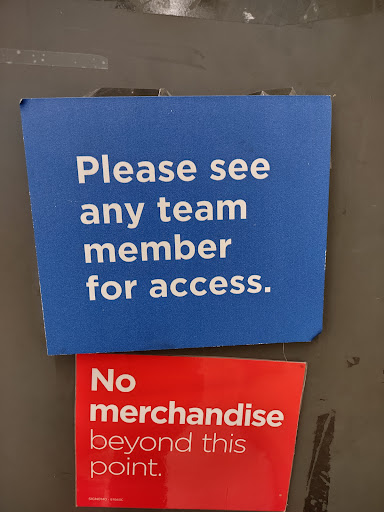 Please see
any team
member
for access.
No
merchandise
beyond this
point.